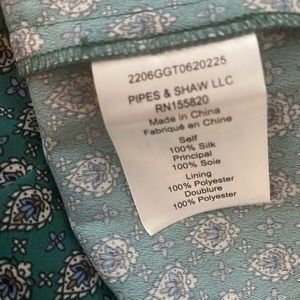 2206GGT0620225
PIPES & SHAW LLC
RN155820
Made in China
Fabriqué en China
Self
100% Silk
Principal
100% Soie
Lining
100% Polyester
Doublure
100% Polyester